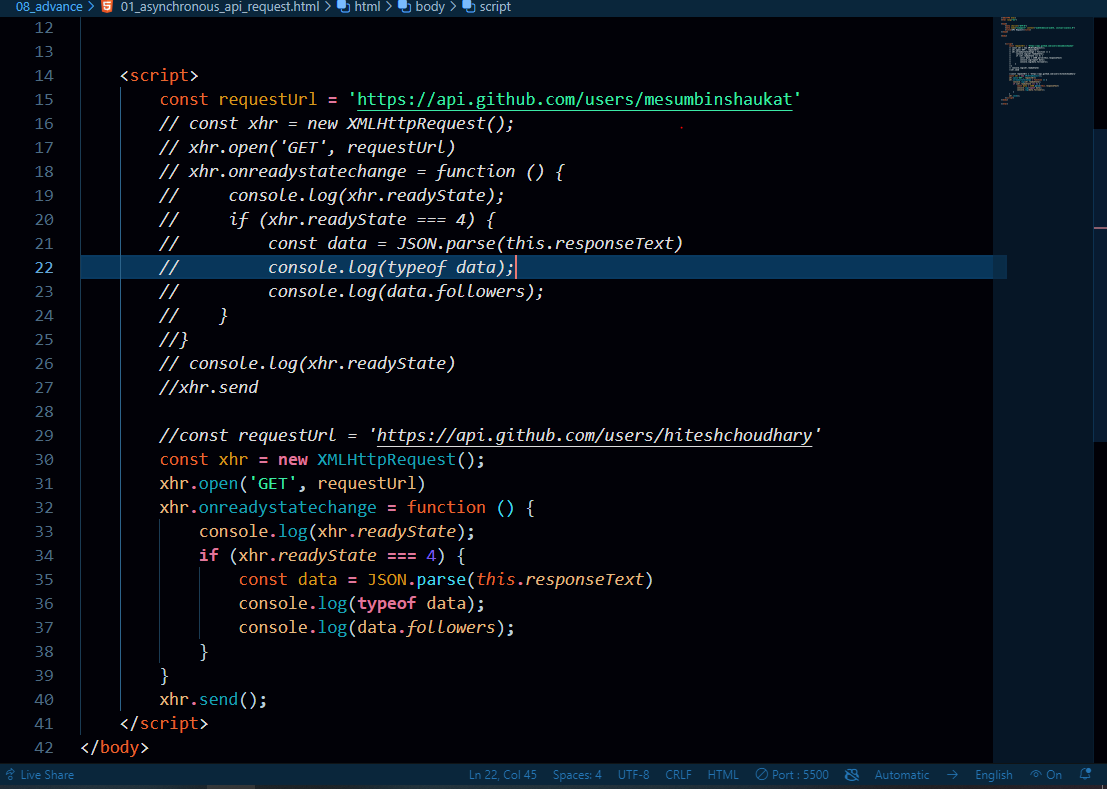 08_advance > 01_asynchronous_api_request.html > html > body > script
12
13
14 <script>
15 const requestUrl = 'https://api.github.com/users/mesumbinshaukat'
16 // const xhr = new XMLHttpRequest();
17 // xhr.open('GET', requestUrl)
18 // xhr.onreadystatechange = function () {
19 //     console.log(xhr.readyState);
20 //     if (xhr.readyState === 4) {
21 //         const data = JSON.parse(this.responseText)
22 //         console.log(typeof data);
23 //         console.log(data.followers);
24 //    }
25 //}
26 // console.log(xhr.readyState)
27 //xhr.send
28
29 //const requestUrl = 'https://api.github.com/users/hiteshchoudhary'
30 const xhr = new XMLHttpRequest();
31 xhr.open('GET', requestUrl)
32 xhr.onreadystatechange = function () {
33     console.log(xhr.readyState);
34     if (xhr.readyState === 4) {
35         const data = JSON.parse(this.responseText)
36         console.log(typeof data);
37         console.log(data.followers);
38     }
39 }
40 xhr.send();
41 </script>
42 </body>
Live Share Ln 22, Col 45 Spaces: 4 UTF-8 CRLF HTML Port : 5500 Automatic English On